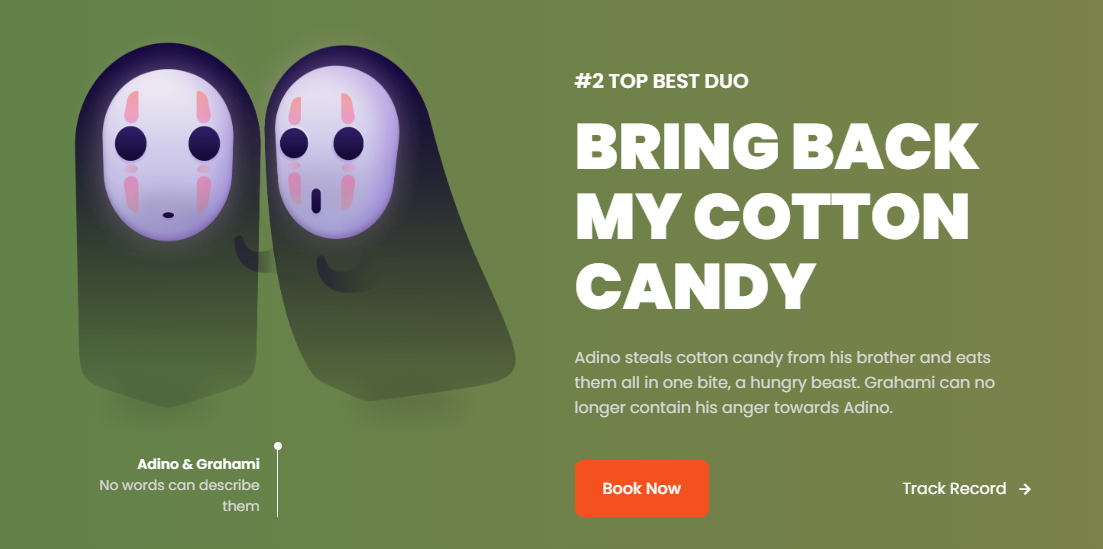 #2 TOP BEST DUO
BRING BACK
MY COTTON
CANDY
Adino steals cotton candy from his brother and eats
them all in one bite, a hungry beast. Grahami can no
longer contain his anger towards Adino.
Adino & Grahami
No words can describe
them
Book Now
Track Record →